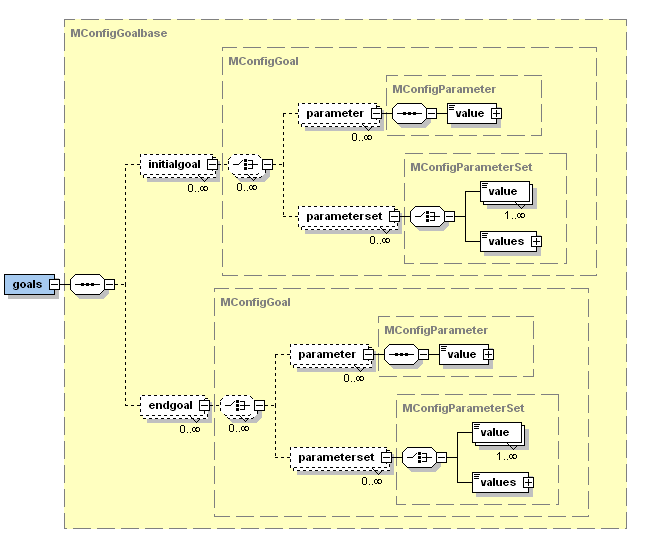 MConfigGoalbase
MConfigGoal
MConfigParameter
parameter
value
0..∞
initialgoal
0..∞
0..∞
MConfigParameterSet
value
1..∞
parameterset
0..∞
values
goals
MConfigGoal
MConfigParameter
parameter
value
0..∞
endgoal
0..∞
0..∞
MConfigParameterSet
value
1..∞
parameterset
0..∞
values